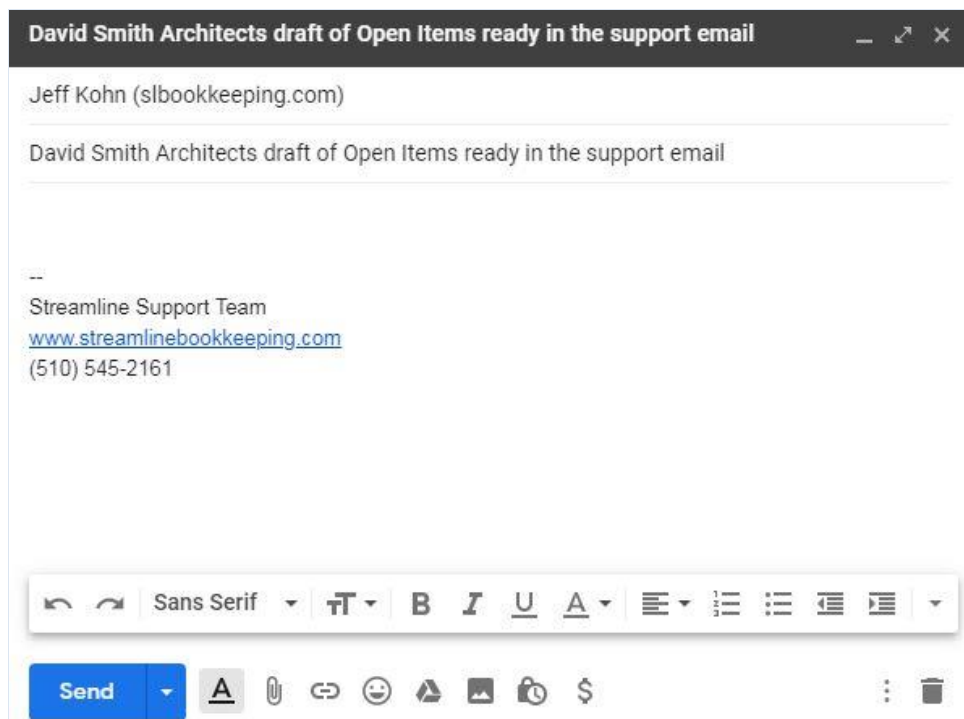 David Smith Architects draft of Open Items ready in the support email
Jeff Kohn (slbookkeeping.com)
David Smith Architects draft of Open Items ready in the support email
--
Streamline Support Team
www.streamlinebookkeeping.com
(510) 545-2161
Sans Serif
Send